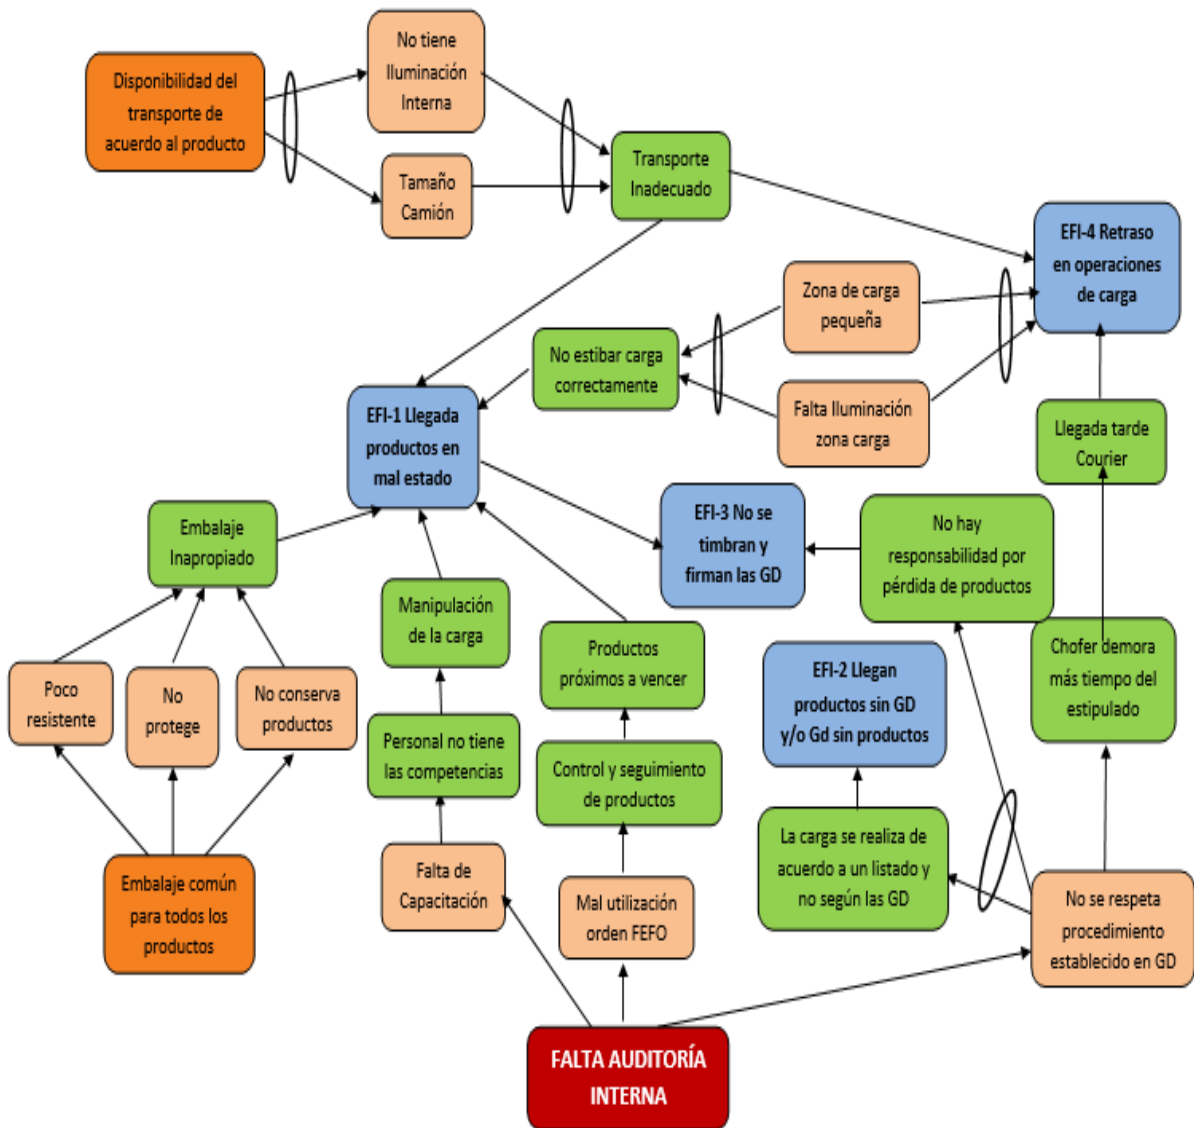 No tiene
Iluminación
Interna
Disponibilidad del
transporte de
acuerdo al producto
Tamaño
Camión
Transporte
Inadecuado
EFI-4 Retraso
en operaciones
de carga
Zona de carga
pequeña
No estibar carga
correctamente
Falta Iluminación
zona carga
EFI-1 Llegada
productos en
mal estado
Llegada tarde
Courier
EFI-3 No se
timbran y
firman las GD
No hay
responsabilidad por
pérdida de productos
Embalaje
Inapropiado
Manipulación
de la carga
Productos
próximos a vencer
EFI-2 Llegan
productos sin GD
y/o Gd sin productos
Chofer demora
más tiempo del
estipulado
Poco
resistente
No
protege
No conserva
productos
Personal no tiene
las competencias
Control y seguimiento
de productos
La carga se realiza de
acuerdo a un listado y
no según las GD
Embalaje común
para todos los
productos
Falta de
Capacitación
Mal utilización
orden FEFO
No se respeta
procedimiento
establecido en GD
FALTA AUDITORÍA
INTERNA